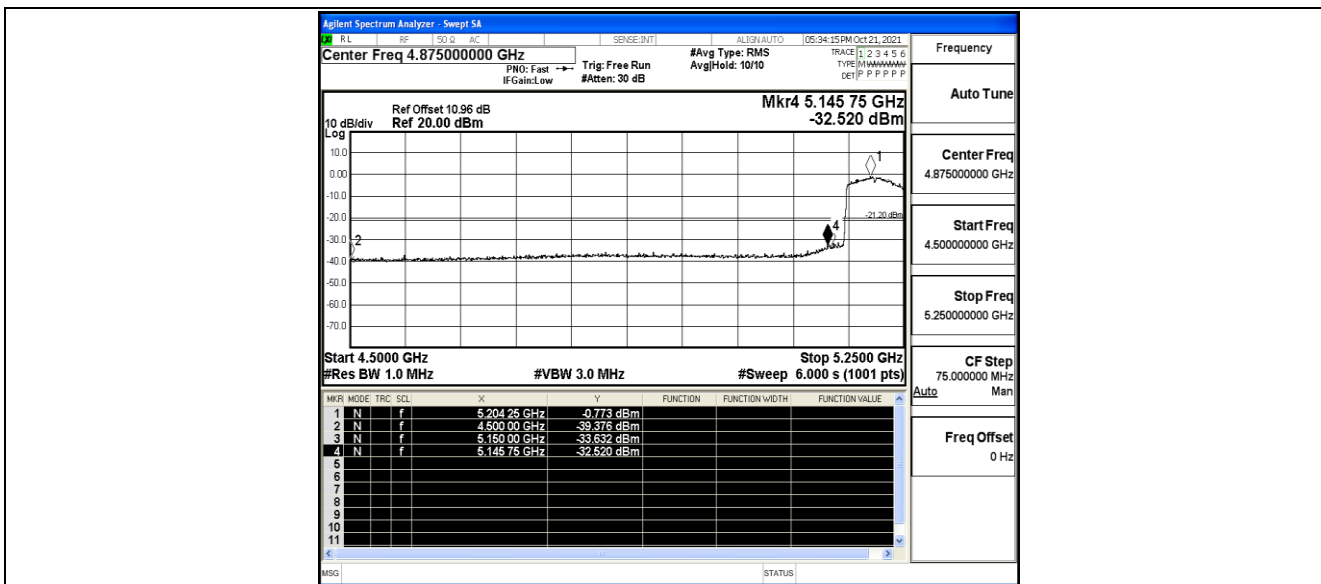 Agilent Spectrum Analyzer - Swept SA
RL RF 50 Ω AC SENSE:INT ALIGN AUTO 05:34:15 PM Oct 21, 2021
Center Freq 4.875000000 GHz
PNO: Fast
IFGain:Low
Trig: Free Run
#Atten: 30 dB
#Avg Type: RMS
Avg|Hold: 10/10
TRACE 1 2 3 4 5 6
TYPE M WWWWW
DET P P P P P P
Ref Offset 10.96 dB
10 dB/div Ref 20.00 dBm
Log
Mkr4 5.145 75 GHz
-32.520 dBm
10.0
0.00
-10.0
-20.0
-30.0
-40.0
-50.0
-60.0
-70.0
1
-21.20 dBm
4
2
Start 4.5000 GHz Stop 5.2500 GHz
#Res BW 1.0 MHz #VBW 3.0 MHz #Sweep 6.000 s (1001 pts)
MKR MODE TRC SCL X Y FUNCTION FUNCTION WIDTH FUNCTION VALUE
1 N f 5.204 25 GHz -0.773 dBm
2 N f 4.500 00 GHz -39.376 dBm
3 N f 5.150 00 GHz -33.632 dBm
4 N f 5.145 75 GHz -32.520 dBm
5
6
7
8
9
10
11
MSG STATUS
Frequency
Auto Tune
Center Freq
4.875000000 GHz
Start Freq
4.500000000 GHz
Stop Freq
5.250000000 GHz
CF Step
75.000000 MHz
Auto Man
Freq Offset
0 Hz